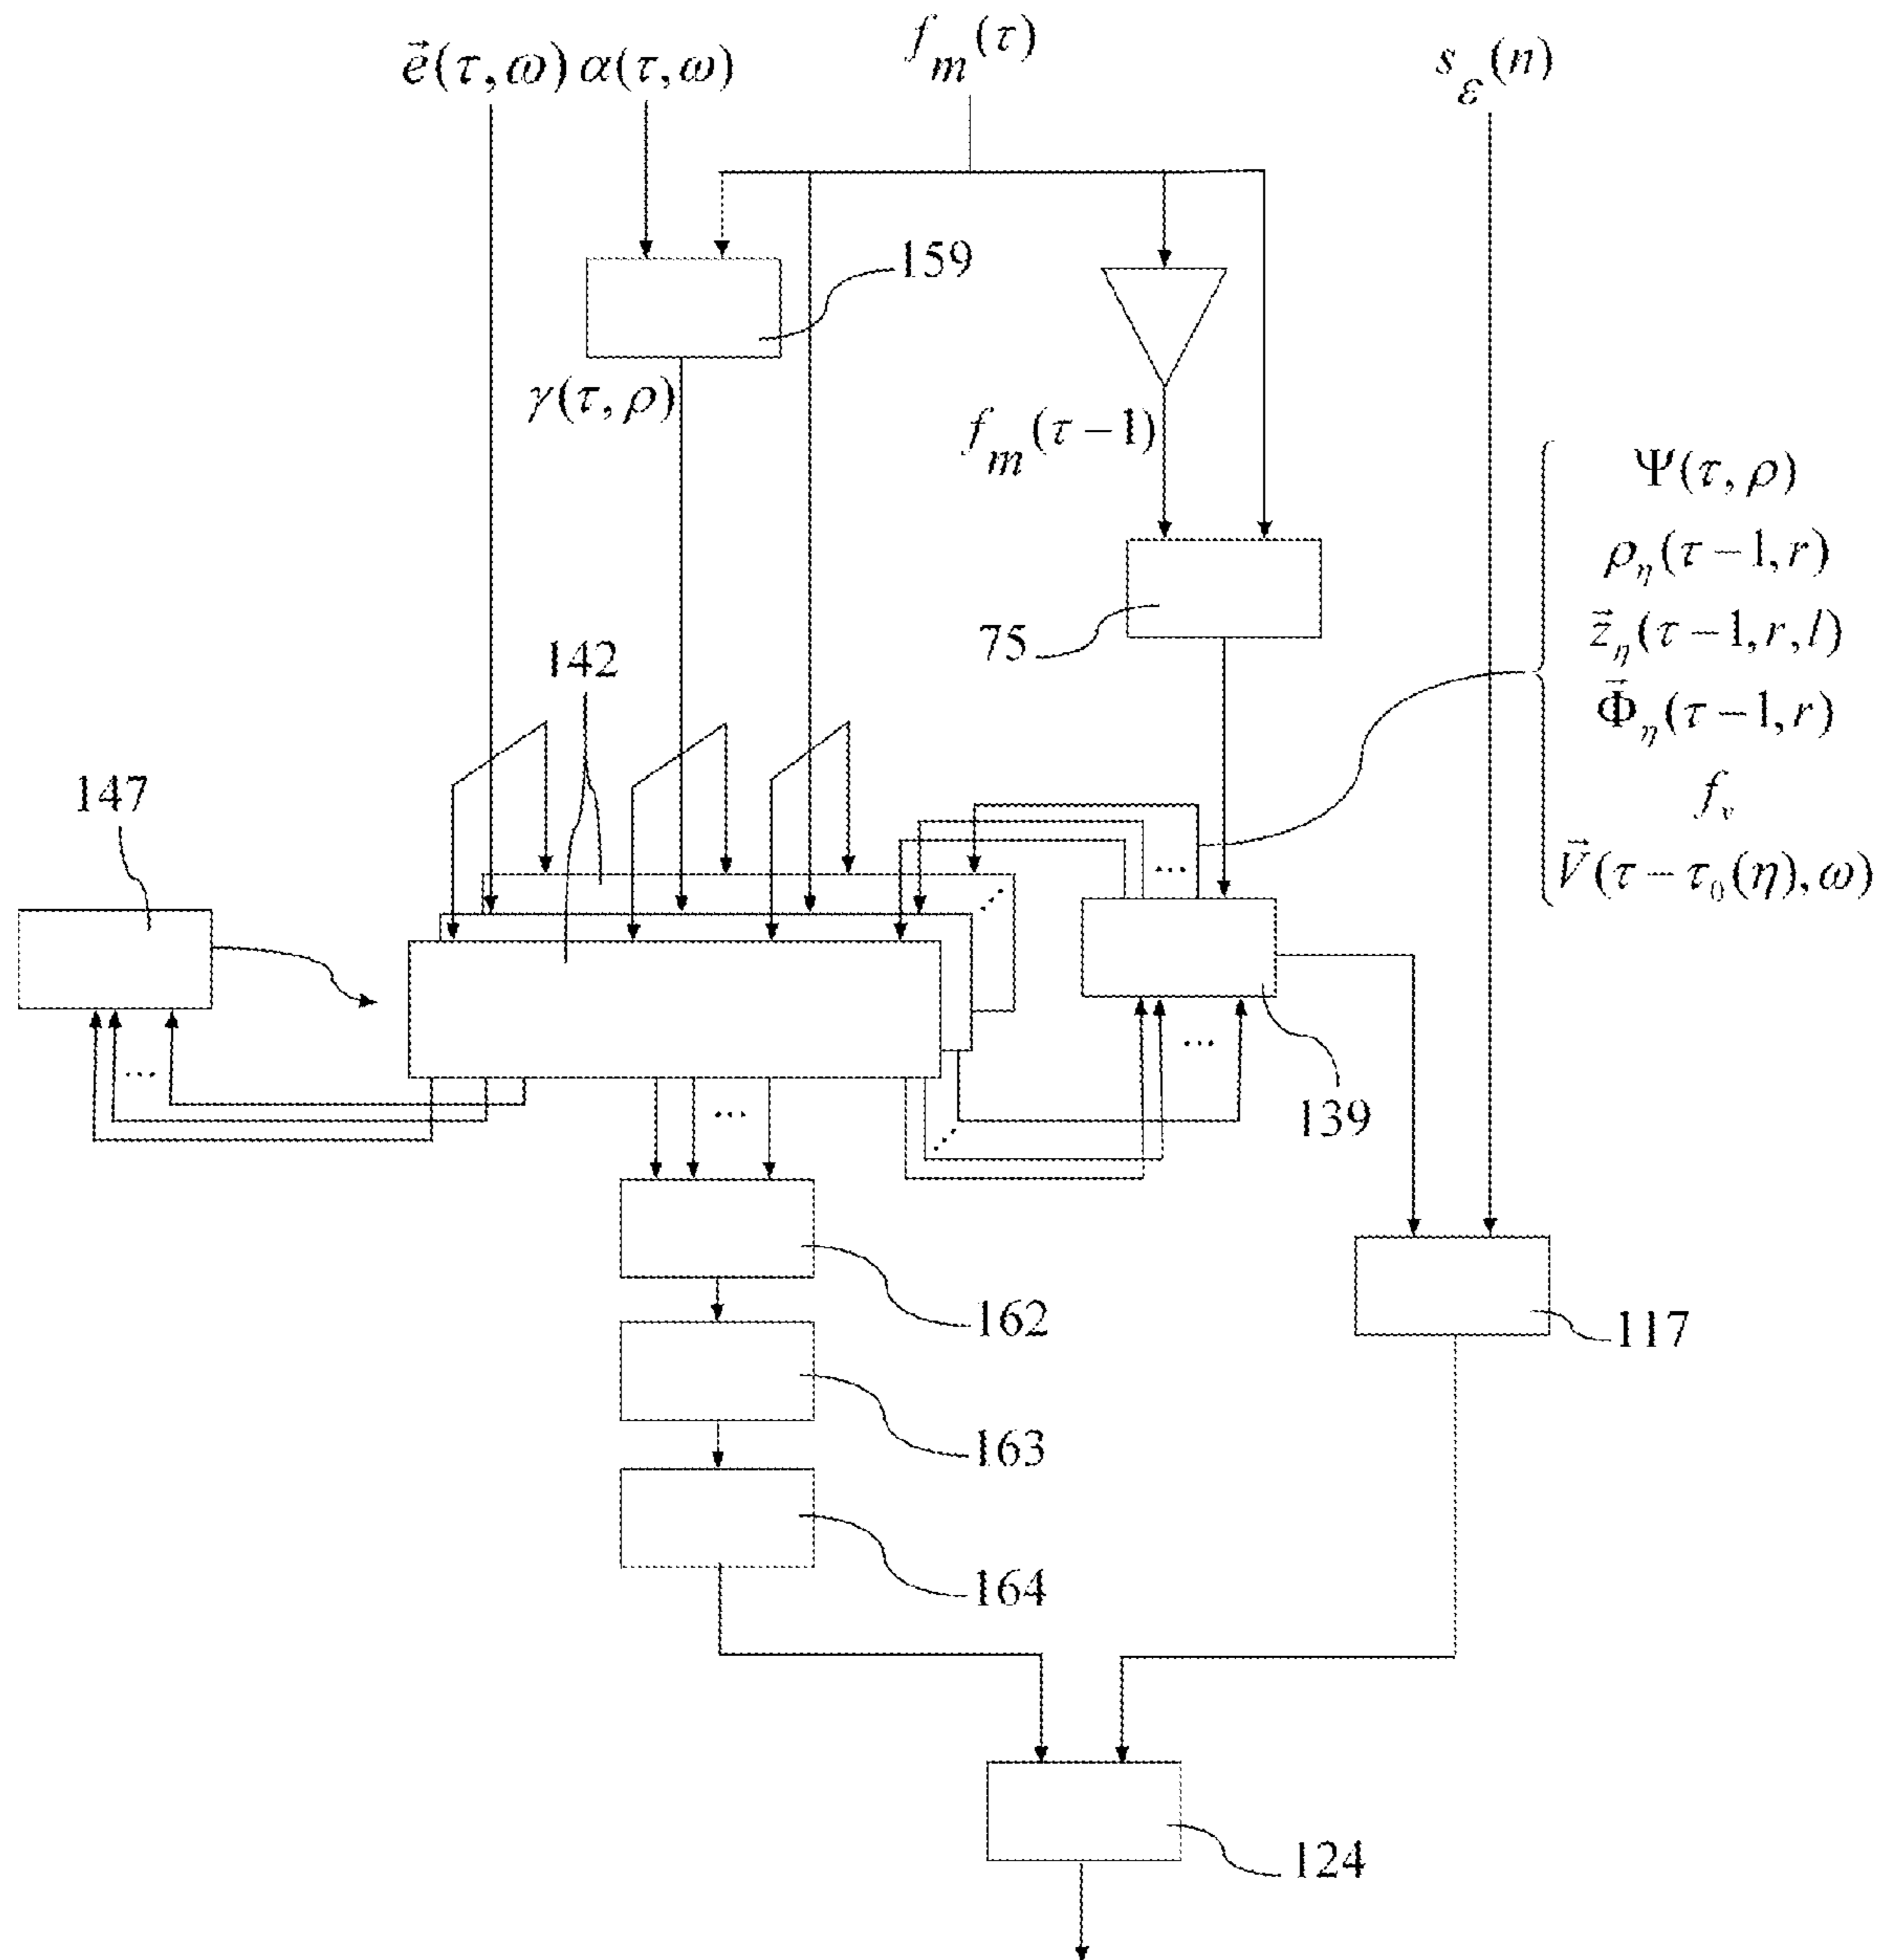 e⃗(τ,ω) α(τ,ω)
f_m(τ)
s_ε(n)
159
γ(τ,ρ)
f_m(τ−1)
75
Ψ(τ,ρ)
ρ_η(τ−1,r)
z⃗_η(τ−1,r,l)
Φ⃗_η(τ−1,r)
f_v
V⃗(τ−τ₀(η),ω)
142
147
...
...
...
...
139
162
117
163
164
124